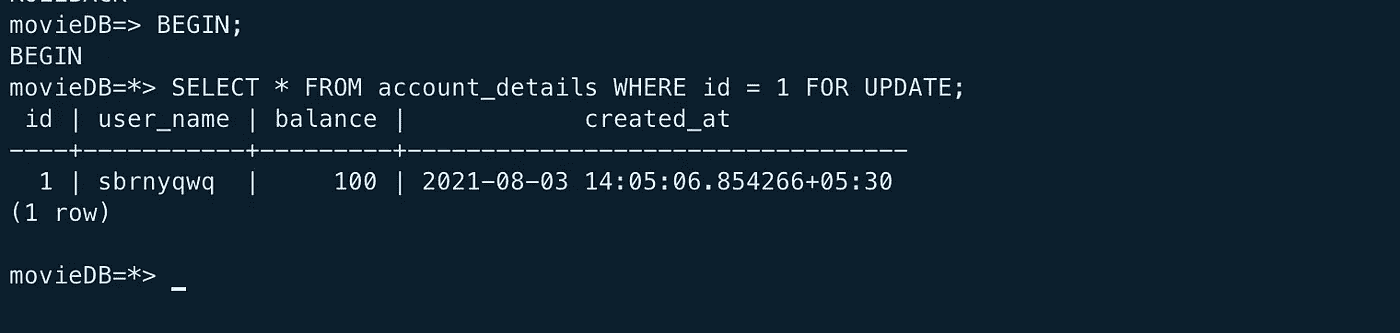 ROLLBACK
movieDB=> BEGIN;
BEGIN
movieDB=*> SELECT * FROM account_details WHERE id = 1 FOR UPDATE;
 id | user_name | balance |            created_at
----+-----------+---------+----------------------------------
  1 | sbrnyqwq  |     100 | 2021-08-03 14:05:06.854266+05:30
(1 row)
movieDB=*> _